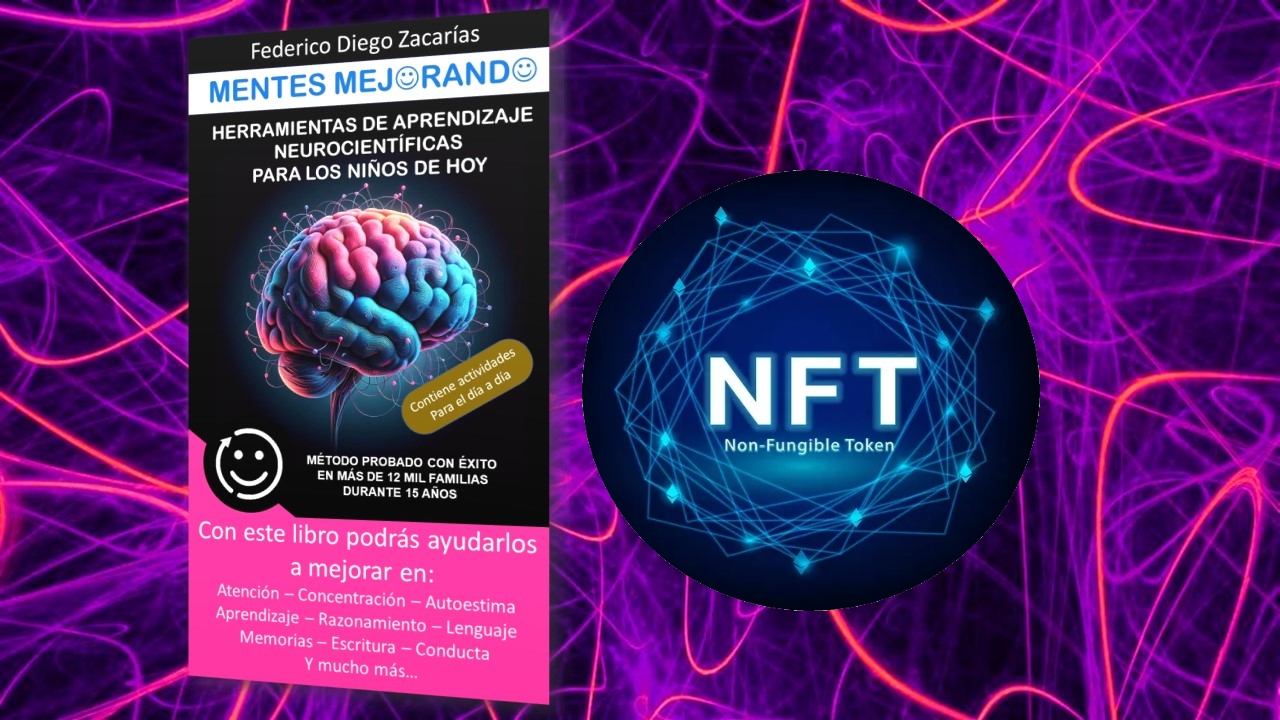 Federico Diego Zacarías
MENTES MEJORANDO
HERRAMIENTAS DE APRENDIZAJE
NEUROCIENTÍFICAS
PARA LOS NIÑOS DE HOY
Contiene actividades
Para el día a día
MÉTODO PROBADO CON ÉXITO
EN MÁS DE 12 MIL FAMILIAS
DURANTE 15 AÑOS
Con este libro podrás ayudarlos
a mejorar en:
Atención – Concentración – Autoestima
Aprendizaje – Razonamiento – Lenguaje
Memorias – Escritura – Conducta
Y mucho más...
NFT
Non-Fungible Token